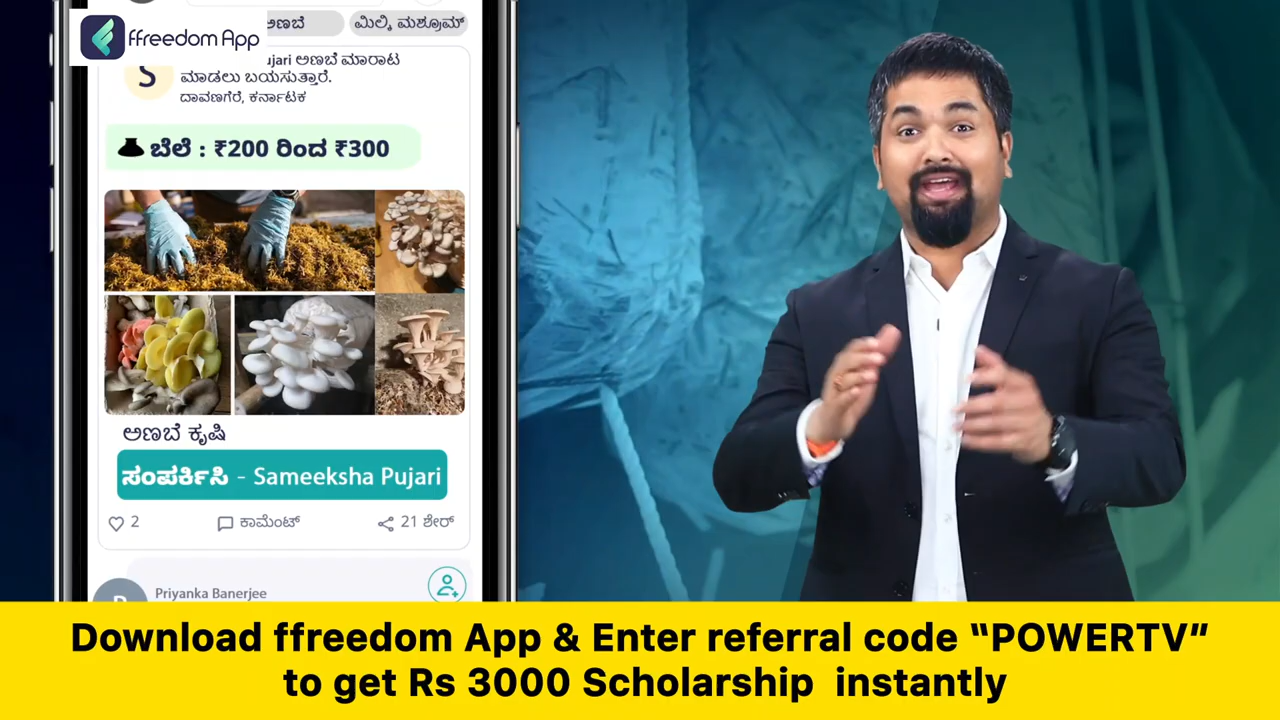 ಅಣಬೆ
ಮಿಲ್ಕಿ ಮಶ್ರೂಮ್
ffreedom App
S
ujari ಅಣಬೆ ಮಾರಾಟ
ಮಾಡಲು ಬಯಸುತ್ತಾರೆ.
ದಾವಣಗೆರೆ, ಕರ್ನಾಟಕ
ಬೆಲೆ : ₹200 ರಿಂದ ₹300
ಅಣಬೆ ಕೃಷಿ
ಸಂಪರ್ಕಿಸಿ - Sameeksha Pujari
2
ಕಾಮೆಂಟ್
21 ಶೇರ್
Priyanka Banerjee
Download ffreedom App & Enter referral code “POWERTV”
to get Rs 3000 Scholarship instantly